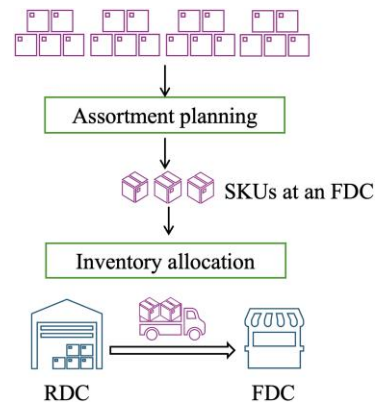 Assortment planning
SKUs at an FDC
Inventory allocation
RDC
FDC